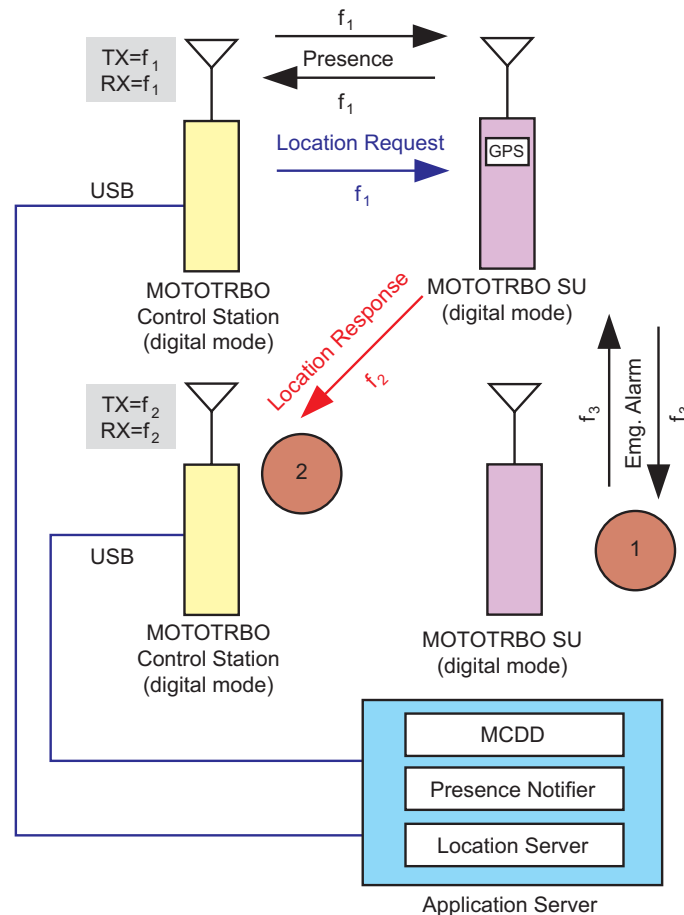 f1
TX=f1
RX=f1
Presence
f1
GPS
Location Request
f1
USB
MOTOTRBO
Control Station
(digital mode)
MOTOTRBO SU
(digital mode)
Location Response
f2
TX=f2
RX=f2
2
f3
Emg. Alarm
f3
1
USB
MOTOTRBO
Control Station
(digital mode)
MOTOTRBO SU
(digital mode)
MCDD
Presence Notifier
Location Server
Application Server